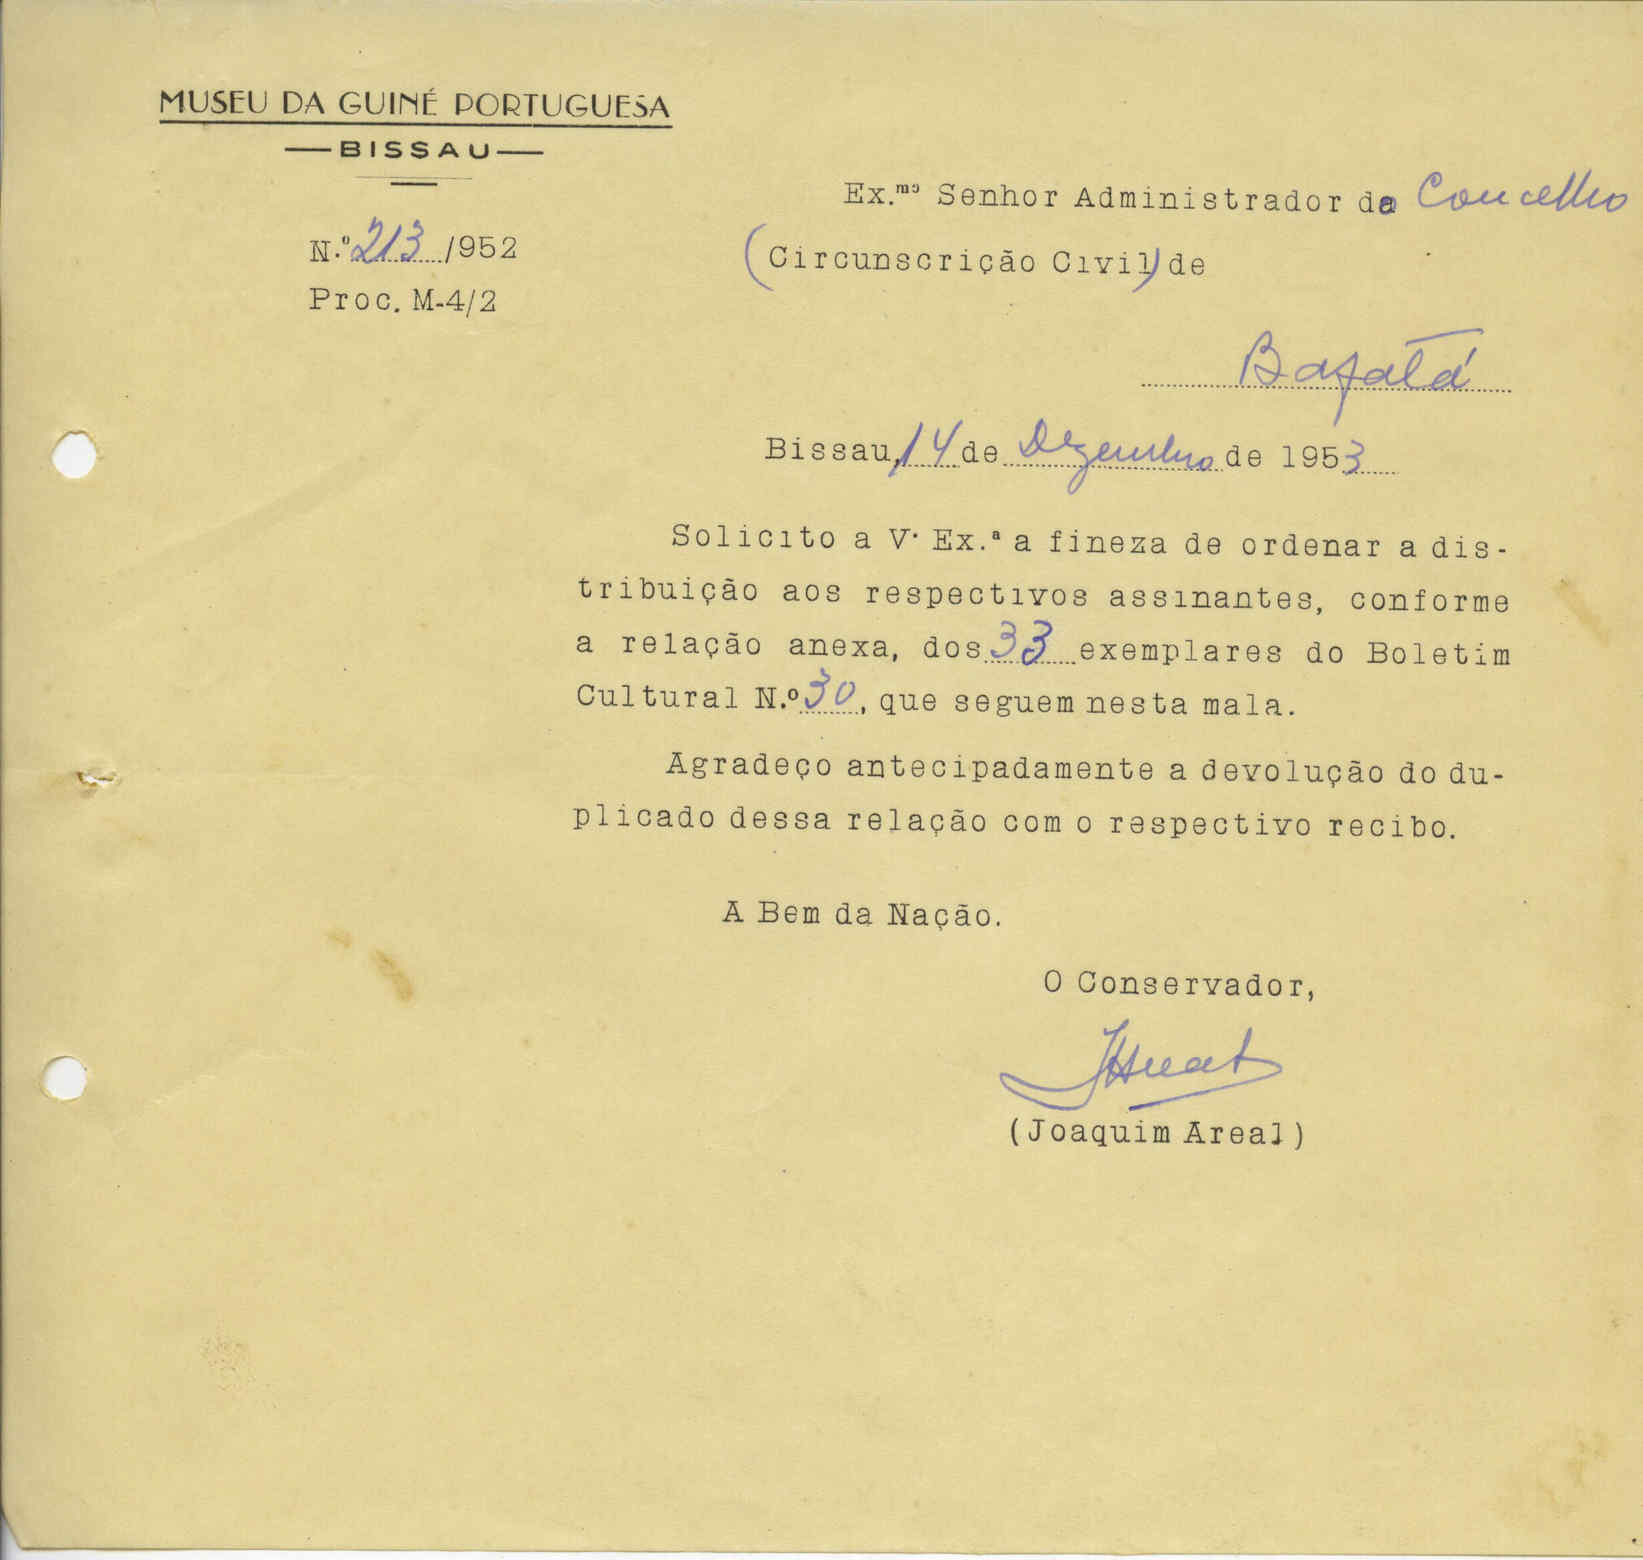 MUSEU DA GUINÉ PORTUGUESA
BISSAU
N.º 213/952
Proc. M-4/2
Ex.mo Senhor Administrador do Concelho
(Circunscrição Civil) de
Bafatá
Bissau, 14 de Dezembro de 1953
Solicito a V. Ex.ª a fineza de ordenar a dis-
tribuição aos respectivos assinantes, conforme
a relação anexa, dos 33 exemplares do Boletim
Cultural N.º 30, que seguem nesta mala.
Agradeço antecipadamente a devolução do du-
plicado dessa relação com o respectivo recibo.
A Bem da Nação.
O Conservador,
(Joaquim Areal)